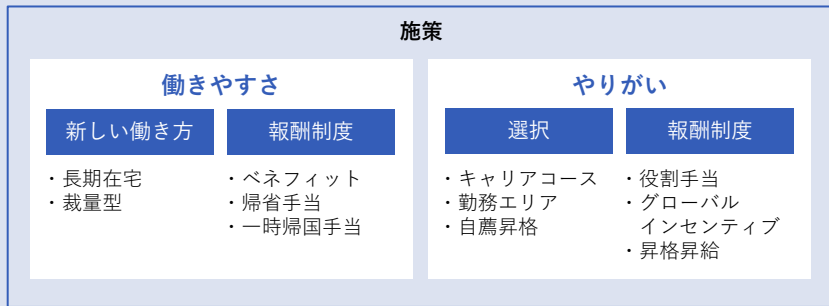 施策
働きやすさ
新しい働き方
・長期在宅
・裁量型
報酬制度
・ベネフィット
・帰省手当
・一時帰国手当
やりがい
選択
・キャリアコース
・勤務エリア
・自薦昇格
報酬制度
・役割手当
・グローバル
インセンティブ
・昇格昇給